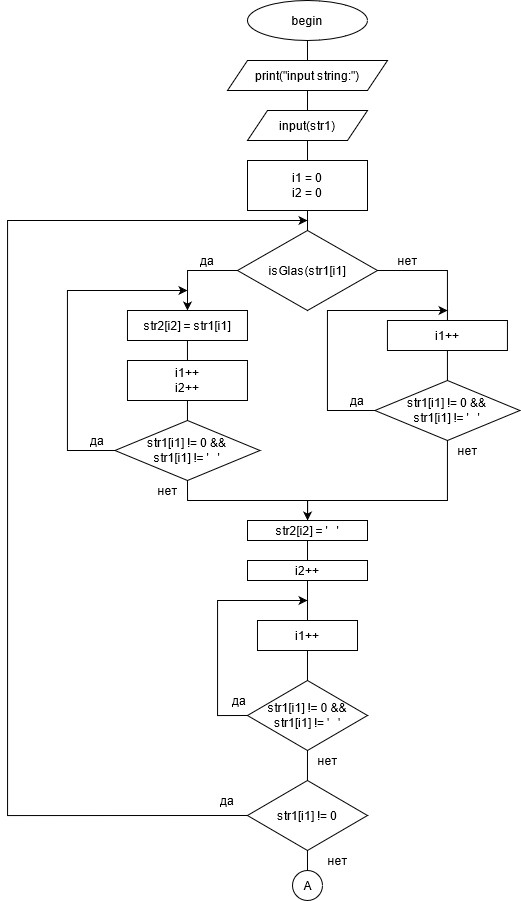 begin
print("input string:")
input(str1)
i1 = 0
i2 = 0
isGlas(str1[i1]
да
нет
str2[i2] = str1[i1]
i1++
i2++
str1[i1] != 0 &&
str1[i1] != ' '
да
нет
i1++
str1[i1] != 0 &&
str1[i1] != ' '
да
нет
str2[i2] = ' '
i2++
i1++
str1[i1] != 0 &&
str1[i1] != ' '
да
нет
str1[i1] != 0
да
нет
A